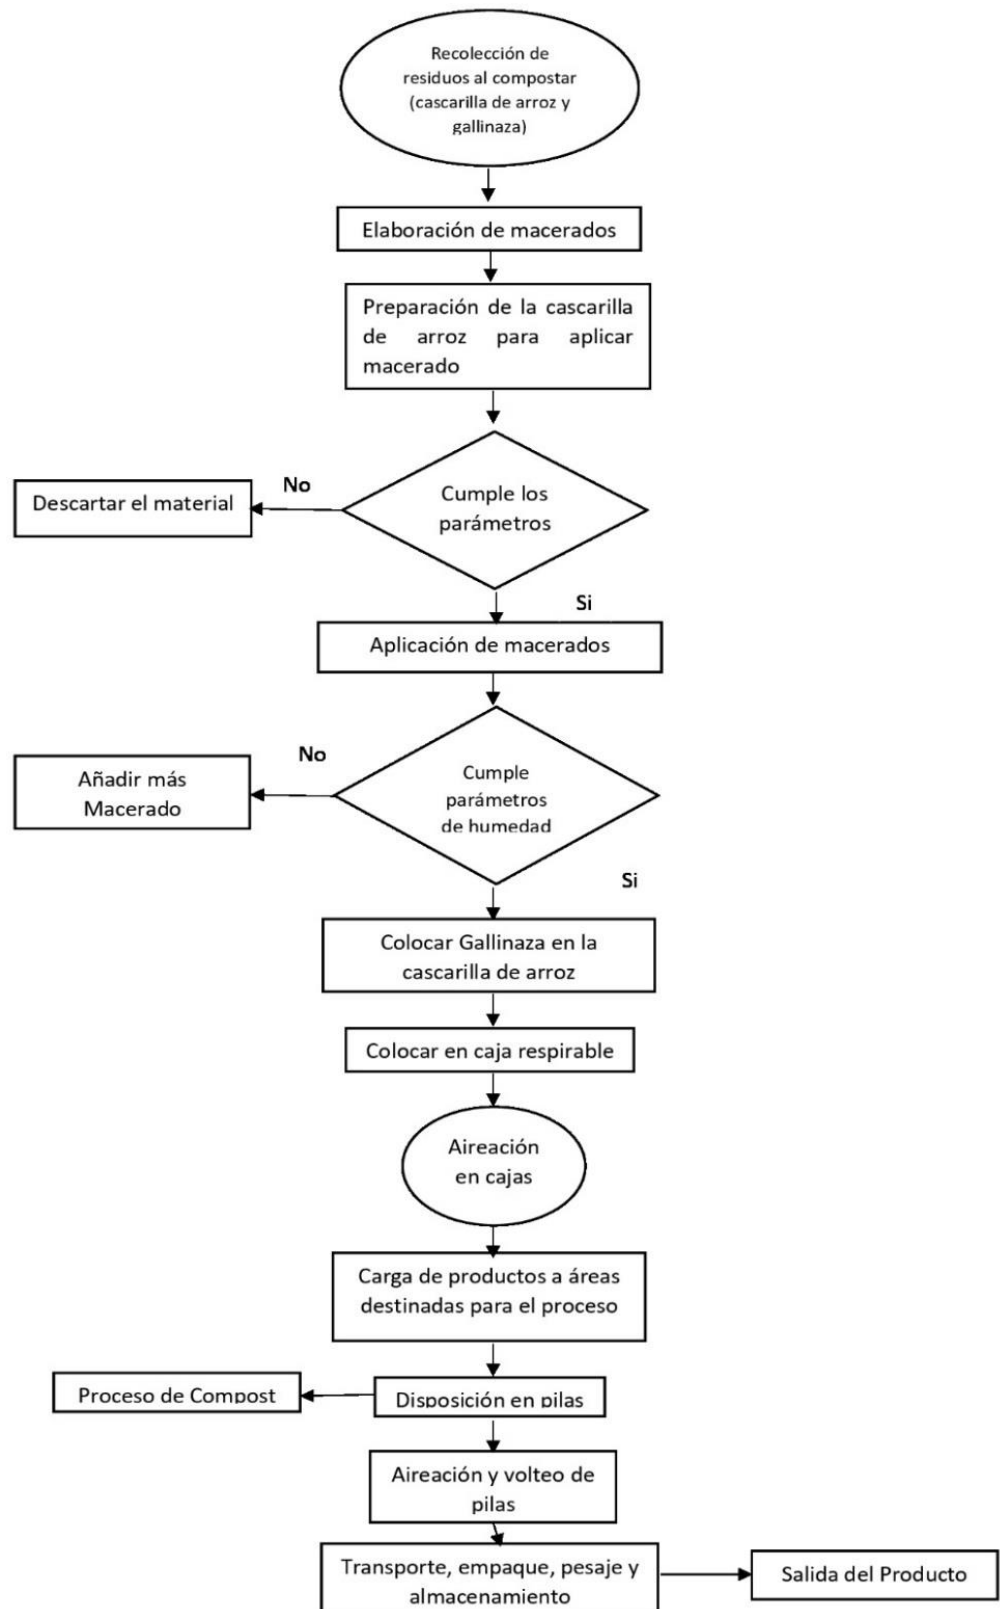 Recolección de
residuos al compostar
(cascarilla de arroz y
gallinaza)
Elaboración de macerados
Preparación de la cascarilla
de arroz para aplicar
macerado
No
Descartar el material
Cumple los
parámetros
Si
Aplicación de macerados
No
Añadir más
Macerado
Cumple
parámetros
de humedad
Si
Colocar Gallinaza en la
cascarilla de arroz
Colocar en caja respirable
Aireación
en cajas
Carga de productos a áreas
destinadas para el proceso
Proceso de Compost
Disposición en pilas
Aireación y volteo de
pilas
Transporte, empaque, pesaje y
almacenamiento
Salida del Producto